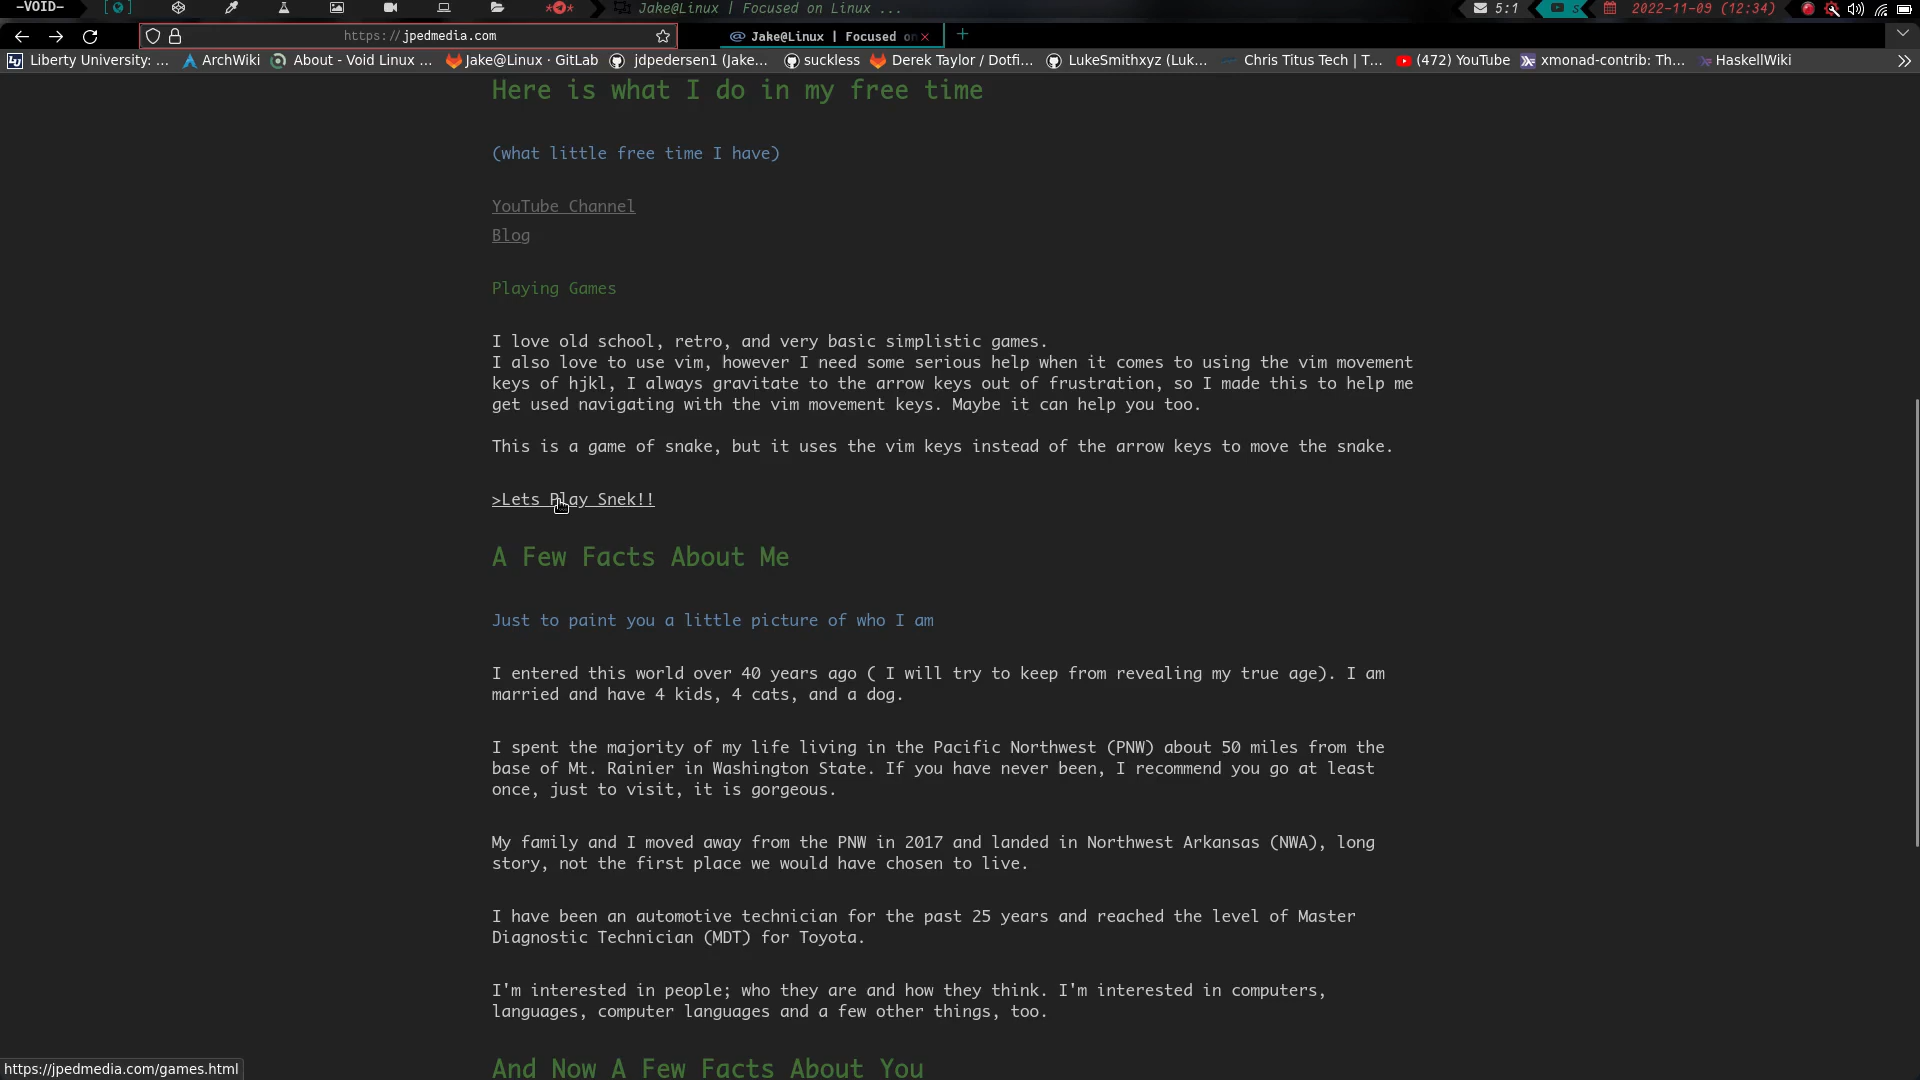 —VOID—
Jake@Linux | Focused on Linux ...
5:1
s
2022-11-09 (12:34)
https://jpedmedia.com
Jake@Linux | Focused on
Liberty University: ...
ArchWiki
About - Void Linux ...
Jake@Linux · GitLab
jdpedersen1 (Jake...
suckless
Derek Taylor / Dotfi...
LukeSmithxyz (Luk...
Chris Titus Tech | T...
(472) YouTube
xmonad-contrib: Th...
HaskellWiki
Here is what I do in my free time
(what little free time I have)
YouTube Channel
Blog
Playing Games
I love old school, retro, and very basic simplistic games.
I also love to use vim, however I need some serious help when it comes to using the vim movement
keys of hjkl, I always gravitate to the arrow keys out of frustration, so I made this to help me
get used navigating with the vim movement keys. Maybe it can help you too.
This is a game of snake, but it uses the vim keys instead of the arrow keys to move the snake.
>Lets Play Snek!!
A Few Facts About Me
Just to paint you a little picture of who I am
I entered this world over 40 years ago ( I will try to keep from revealing my true age). I am
married and have 4 kids, 4 cats, and a dog.
I spent the majority of my life living in the Pacific Northwest (PNW) about 50 miles from the
base of Mt. Rainier in Washington State. If you have never been, I recommend you go at least
once, just to visit, it is gorgeous.
My family and I moved away from the PNW in 2017 and landed in Northwest Arkansas (NWA), long
story, not the first place we would have chosen to live.
I have been an automotive technician for the past 25 years and reached the level of Master
Diagnostic Technician (MDT) for Toyota.
I'm interested in people; who they are and how they think. I'm interested in computers,
languages, computer languages and a few other things, too.
And Now A Few Facts About You
https://jpedmedia.com/games.html